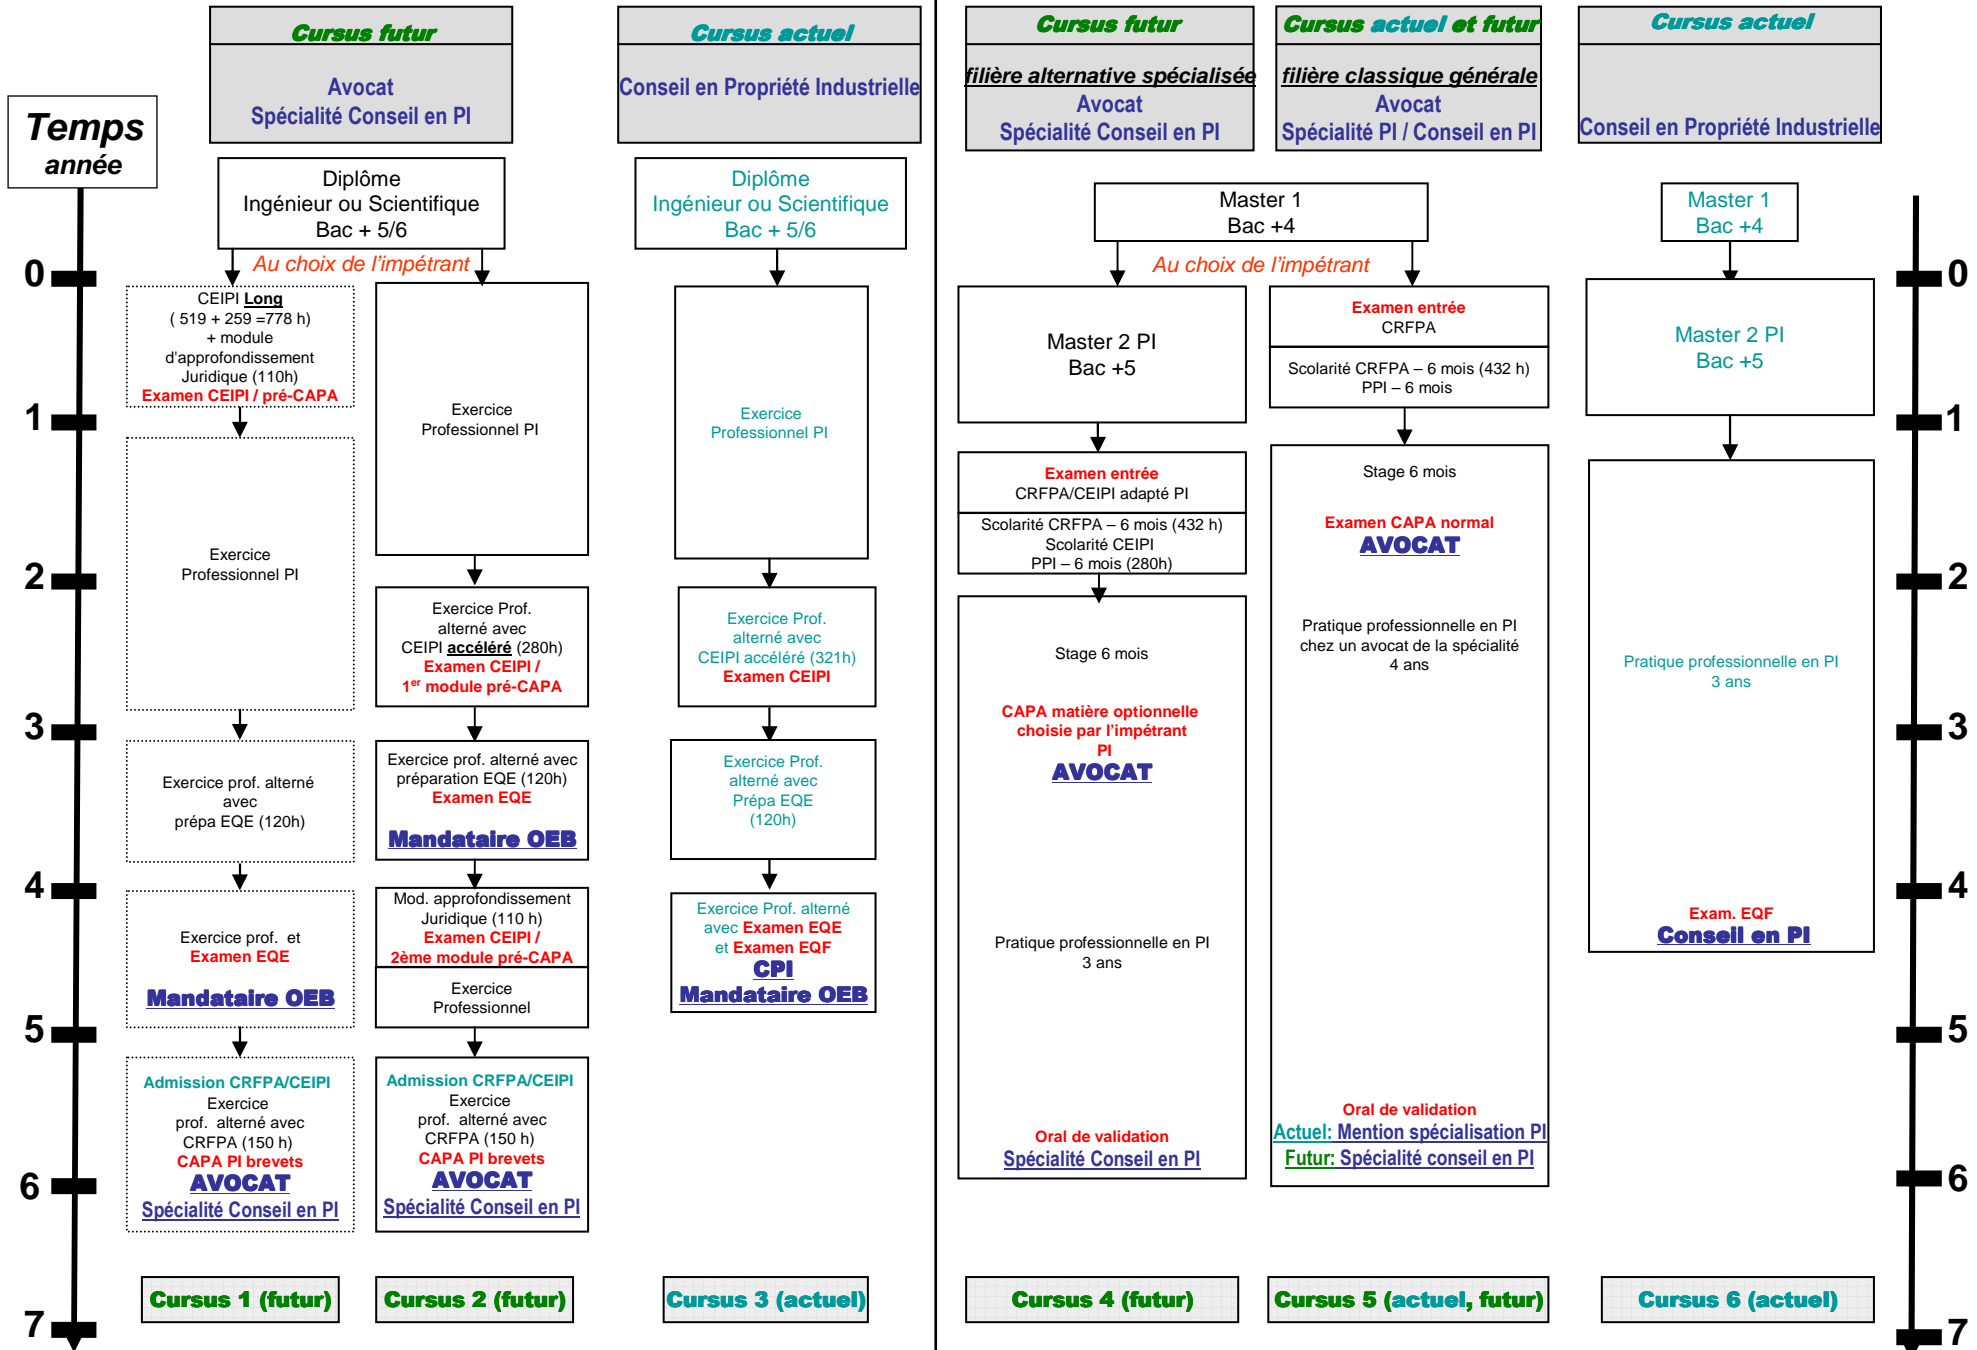 Temps
année
0
1
2
3
4
5
6
7
Cursus futur
Avocat
Spécialité Conseil en PI
Diplôme
Ingénieur ou Scientifique
Bac + 5/6
Au choix de l'impétrant
CEIPI Long
( 519 + 259 =778 h)
+ module
d'approfondissement
Juridique (110h)
Examen CEIPI / pré-CAPA
Exercice
Professionnel PI
Exercice prof. alterné
avec
prépa EQE (120h)
Exercice prof. et
Examen EQE
Mandataire OEB
Admission CRFPA/CEIPI
Exercice
prof. alterné avec
CRFPA (150 h)
CAPA PI brevets
AVOCAT
Spécialité Conseil en PI
Cursus 1 (futur)
Exercice
Professionnel PI
Exercice Prof.
alterné avec
CEIPI accéléré (280h)
Examen CEIPI /
1er module pré-CAPA
Exercice prof. alterné avec
préparation EQE (120h)
Examen EQE
Mandataire OEB
Mod. approfondissement
Juridique (110 h)
Examen CEIPI /
2ème module pré-CAPA
Exercice
Professionnel
Admission CRFPA/CEIPI
Exercice
prof. alterné avec
CRFPA (150 h)
CAPA PI brevets
AVOCAT
Spécialité Conseil en PI
Cursus 2 (futur)
Cursus actuel
Conseil en Propriété Industrielle
Diplôme
Ingénieur ou Scientifique
Bac + 5/6
Exercice
Professionnel PI
Exercice Prof.
alterné avec
CEIPI accéléré (321h)
Examen CEIPI
Exercice Prof.
alterné avec
Prépa EQE
(120h)
Exercice Prof. alterné
avec Examen EQE
et Examen EQF
CPI
Mandataire OEB
Cursus 3 (actuel)
Cursus futur
filière alternative spécialisée
Avocat
Spécialité Conseil en PI
Cursus actuel et futur
filière classique générale
Avocat
Spécialité PI / Conseil en PI
Master 1
Bac +4
Au choix de l'impétrant
Master 2 PI
Bac +5
Examen entrée
CRFPA/CEIPI adapté PI
Scolarité CRFPA – 6 mois (432 h)
Scolarité CEIPI
PPI – 6 mois (280h)
Stage 6 mois
CAPA matière optionnelle
choisie par l'impétrant
PI
AVOCAT
Pratique professionnelle en PI
3 ans
Oral de validation
Spécialité Conseil en PI
Cursus 4 (futur)
Examen entrée
CRFPA
Scolarité CRFPA – 6 mois (432 h)
PPI – 6 mois
Stage 6 mois
Examen CAPA normal
AVOCAT
Pratique professionnelle en PI
chez un avocat de la spécialité
4 ans
Oral de validation
Actuel: Mention spécialisation PI
Futur: Spécialité conseil en PI
Cursus 5 (actuel, futur)
Cursus actuel
Conseil en Propriété Industrielle
Master 1
Bac +4
Master 2 PI
Bac +5
Pratique professionnelle en PI
3 ans
Exam. EQF
Conseil en PI
Cursus 6 (actuel)
0
1
2
3
4
5
6
7